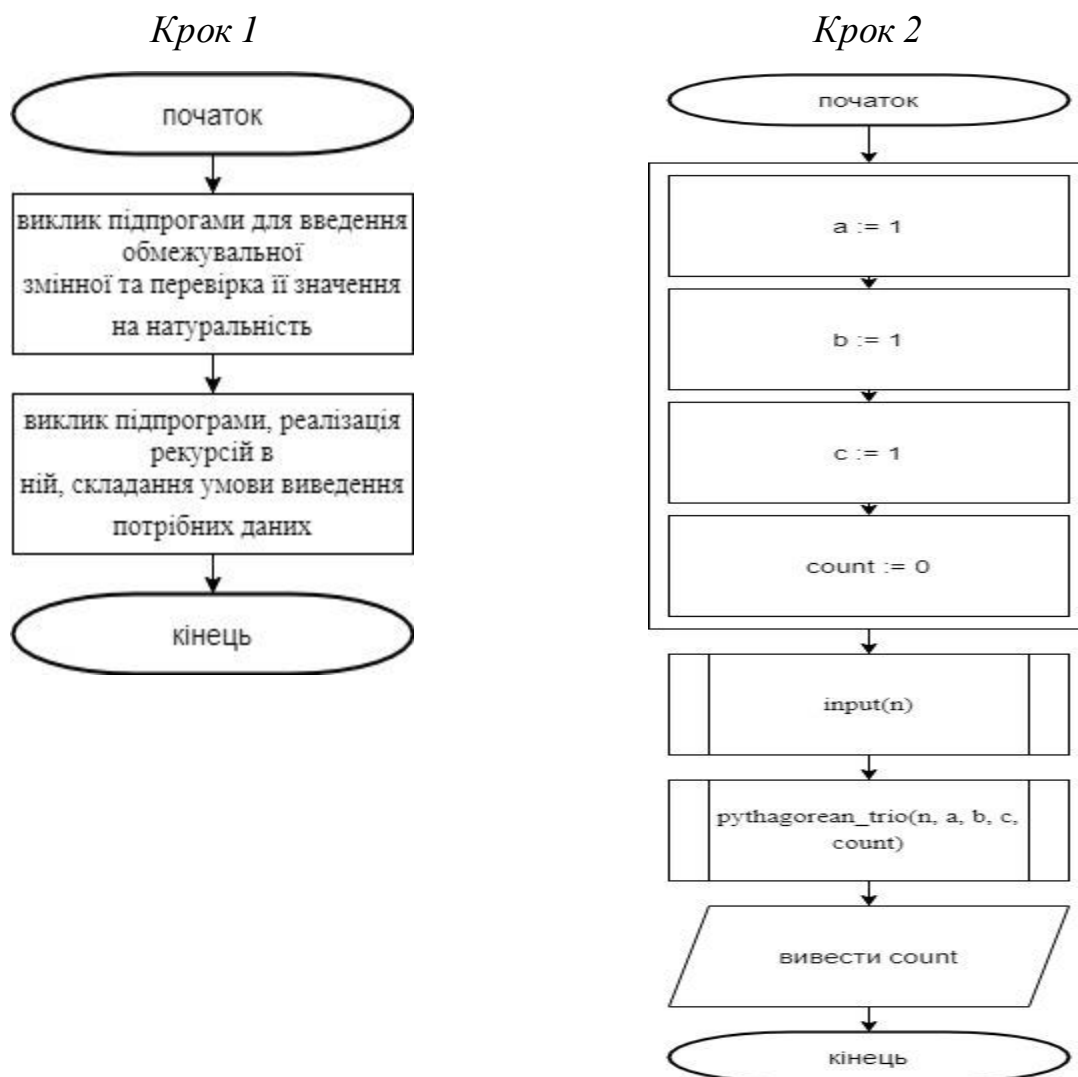 Крок 1
початок
виклик підпрогами для введення
обмежувальної
змінної та перевірка її значення
на натуральність
виклик підпрограми, реалізація
рекурсій в
ній, складання умови виведення
потрібних даних
кінець
Крок 2
початок
a := 1
b := 1
c := 1
count := 0
input(n)
pythagorean_trio(n, a, b, c,
count)
вивести count
кінець